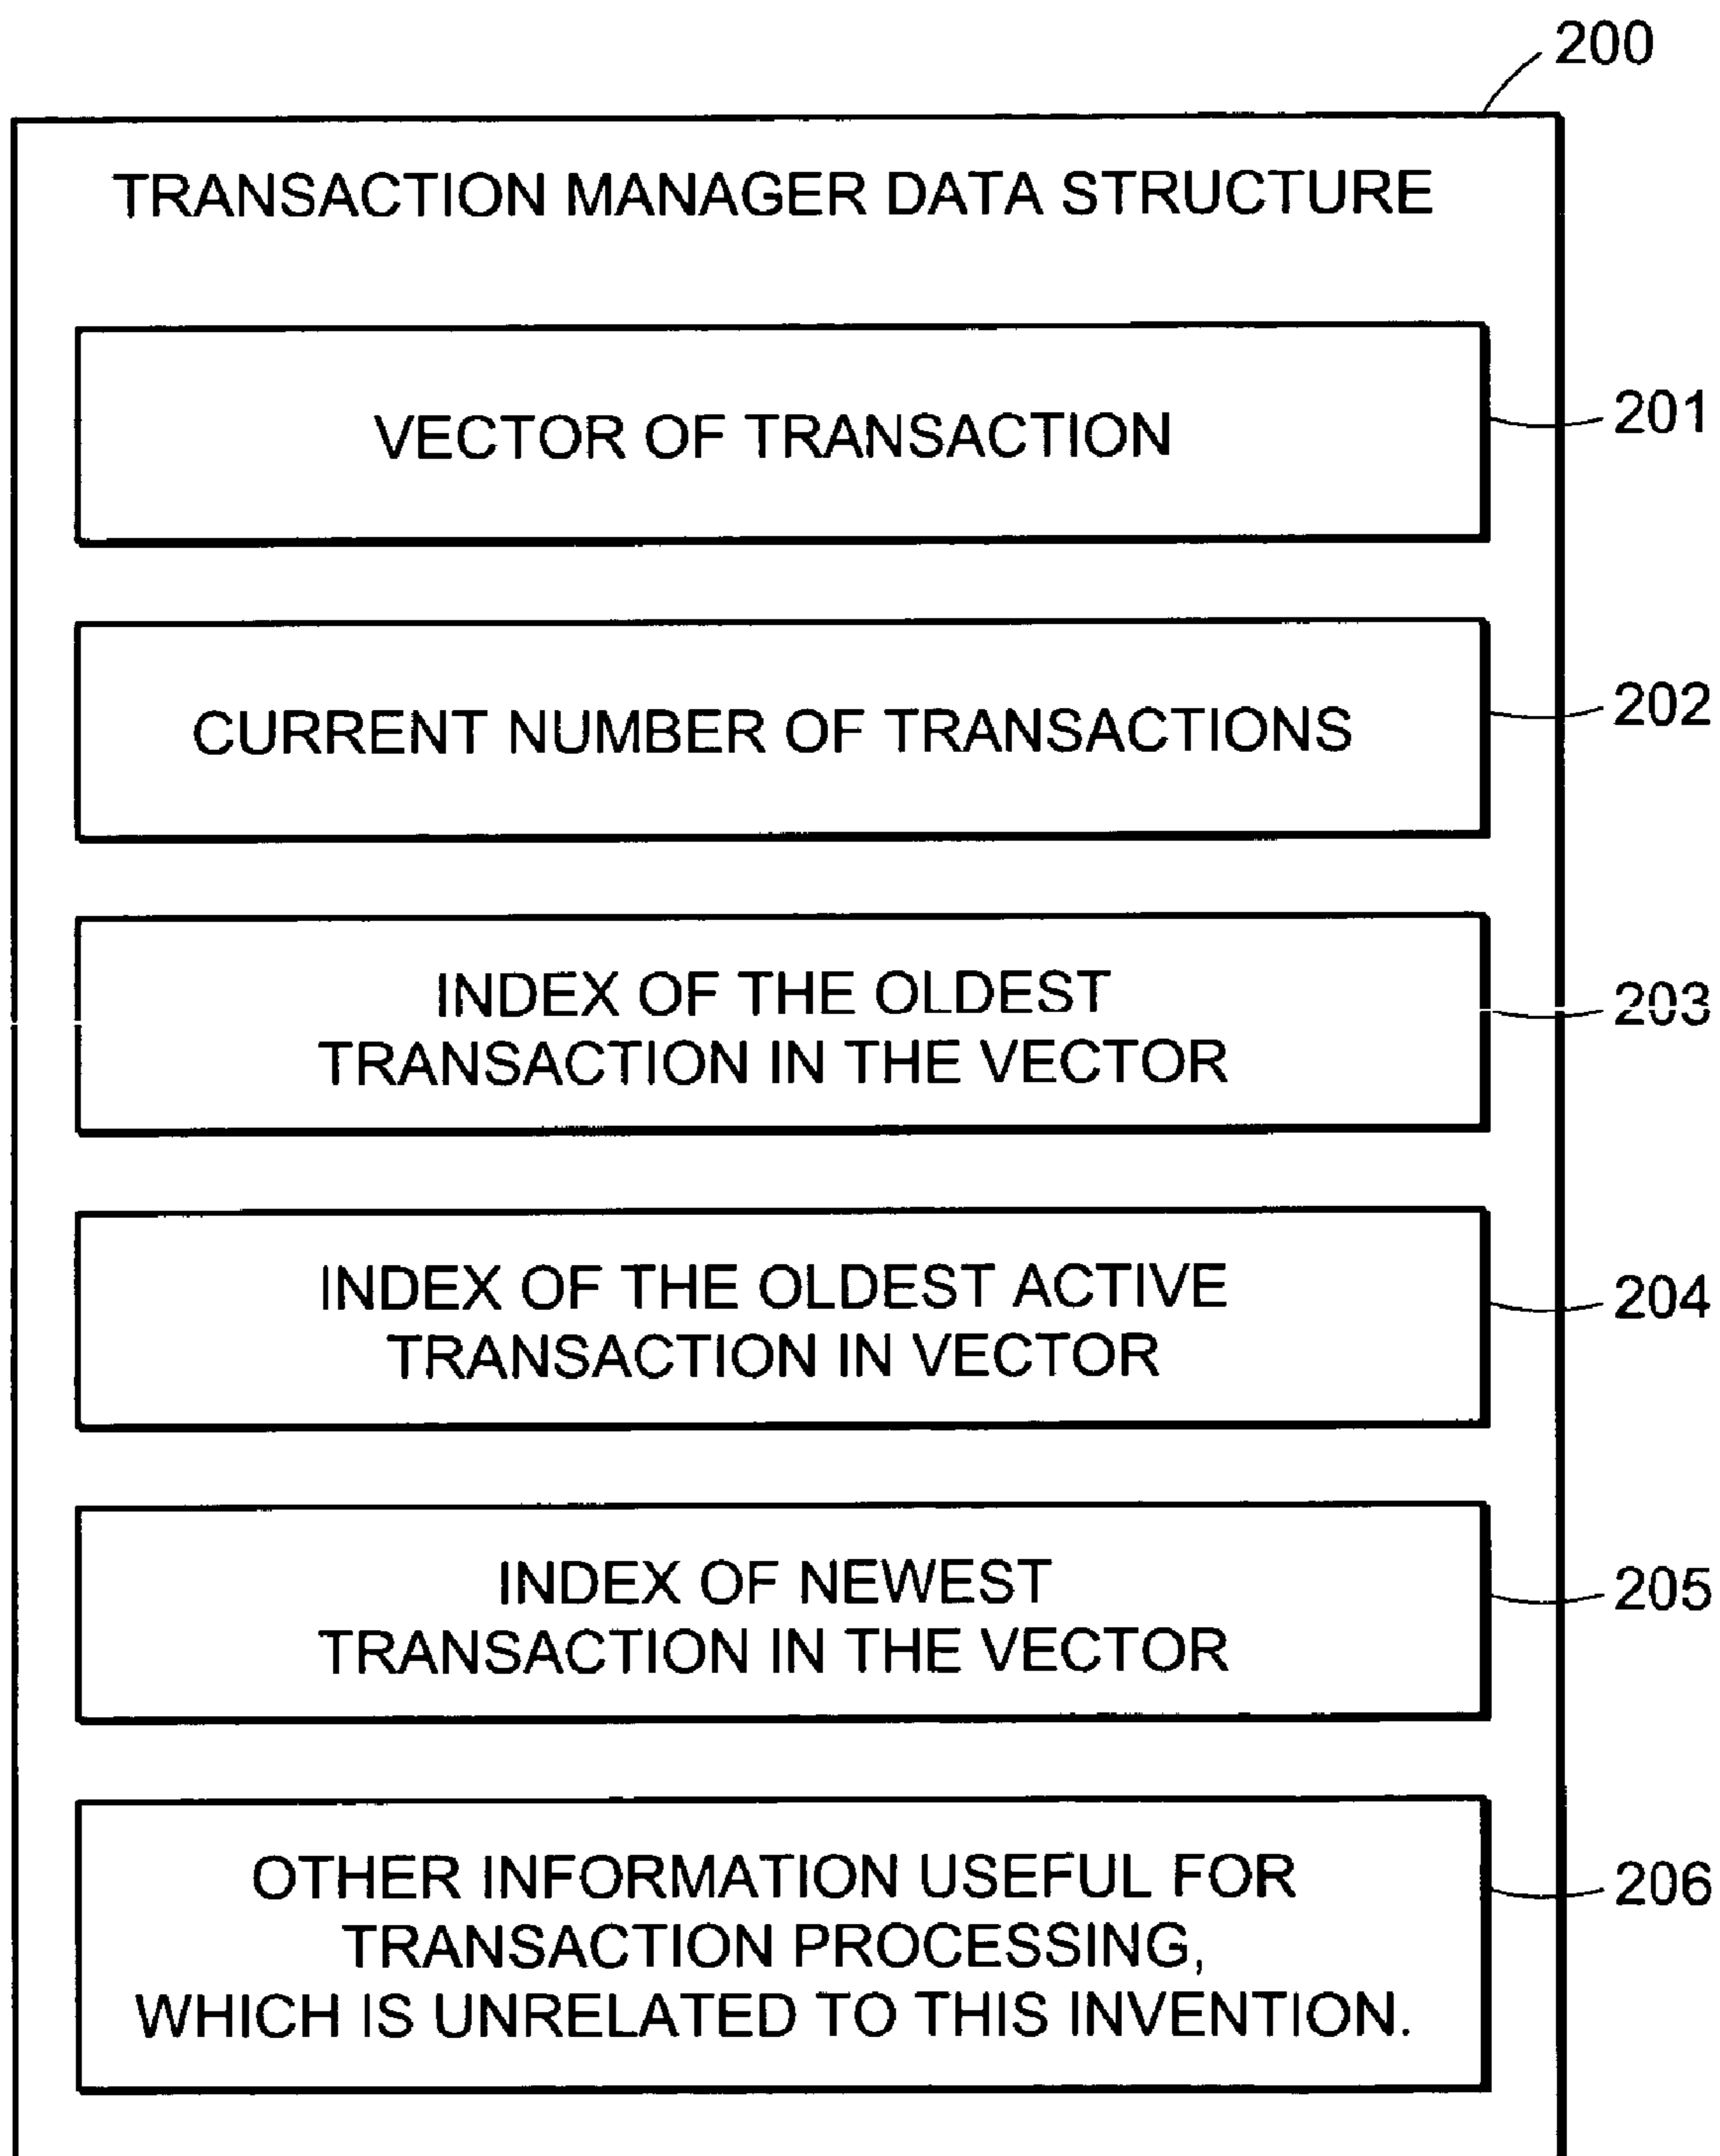 200
TRANSACTION MANAGER DATA STRUCTURE
VECTOR OF TRANSACTION
201
CURRENT NUMBER OF TRANSACTIONS
202
INDEX OF THE OLDEST
TRANSACTION IN THE VECTOR
203
INDEX OF THE OLDEST ACTIVE
TRANSACTION IN VECTOR
204
INDEX OF NEWEST
TRANSACTION IN THE VECTOR
205
OTHER INFORMATION USEFUL FOR
TRANSACTION PROCESSING,
WHICH IS UNRELATED TO THIS INVENTION.
206